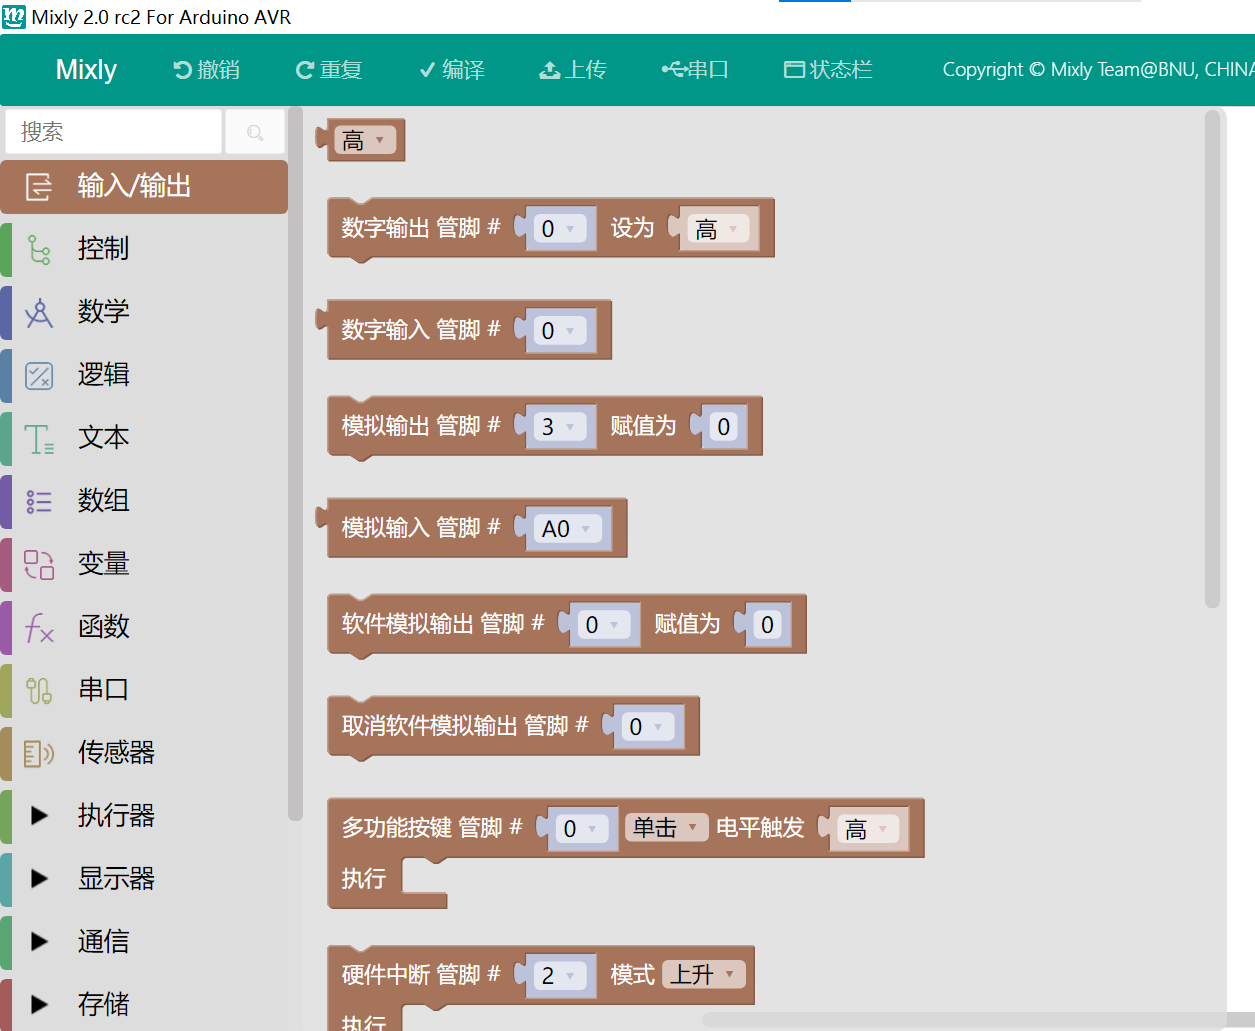 Mixly 2.0 rc2 For Arduino AVR
Mixly 撤销 重复 编译 上传 串口 状态栏 Copyright © Mixly Team@BNU, CHINA
搜索
输入/输出
控制
数学
逻辑
文本
数组
变量
函数
串口
传感器
执行器
显示器
通信
存储
高
数字输出 管脚 # 0 设为 高
数字输入 管脚 # 0
模拟输出 管脚 # 3 赋值为 0
模拟输入 管脚 # A0
软件模拟输出 管脚 # 0 赋值为 0
取消软件模拟输出 管脚 # 0
多功能按键 管脚 # 0 单击 电平触发 高
执行
硬件中断 管脚 # 2 模式 上升
执行